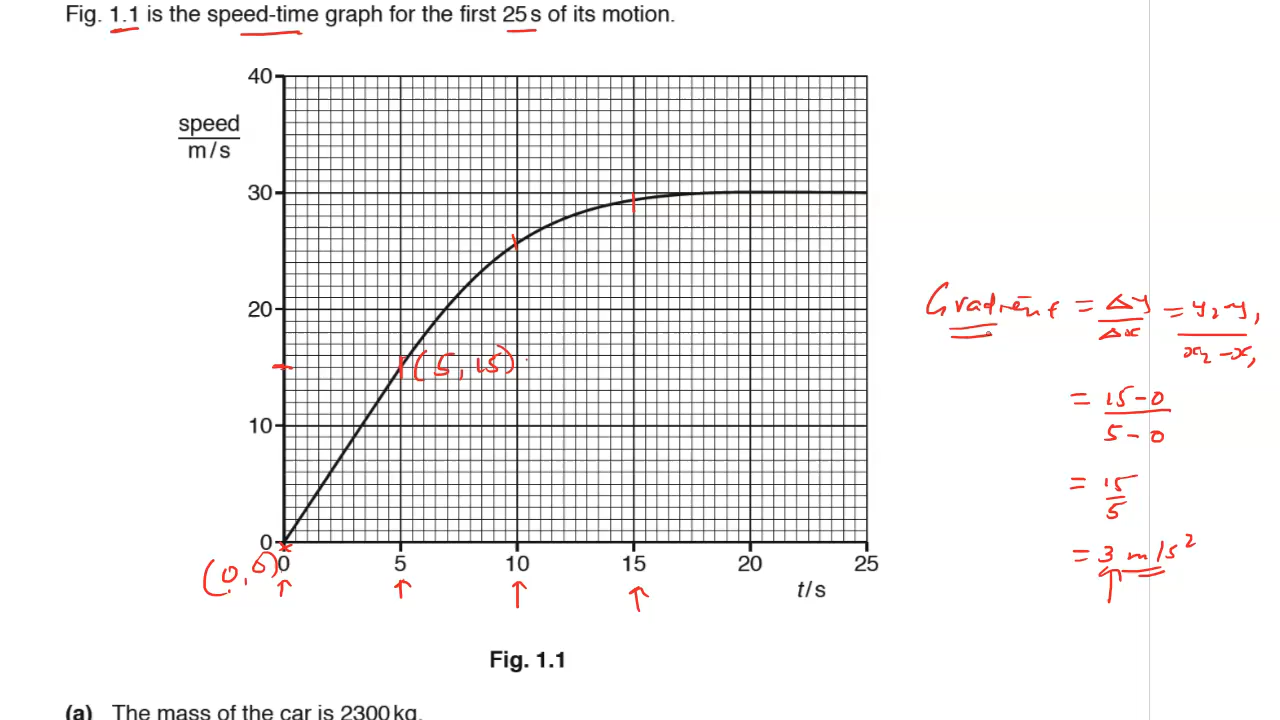 Fig. 1.1 is the speed-time graph for the first 25 s of its motion.
40
speed
m / s
30
20
10
0
(5, 15)
(0, 0)
0 5 10 15 20 25
t / s
Fig. 1.1
Gradient = Δy/Δx = y₂-y₁/x₂-x₁
= 15-0/5-0
= 15/5
= 3 m/s²
(a) The mass of the car is 2300 kg.